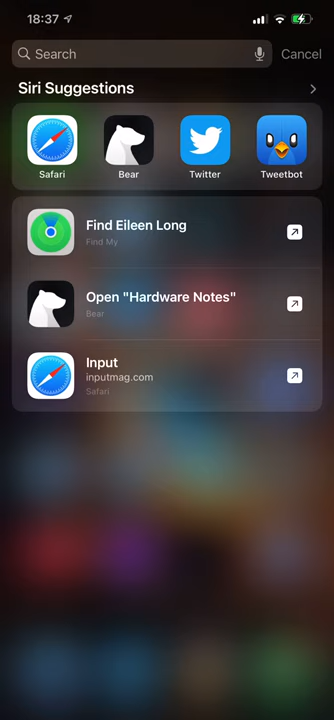 18:37
Search
Cancel
Siri Suggestions
Safari
Bear
Twitter
Tweetbot
Find Eileen Long
Find My
Open "Hardware Notes"
Bear
Input
inputmag.com
Safari